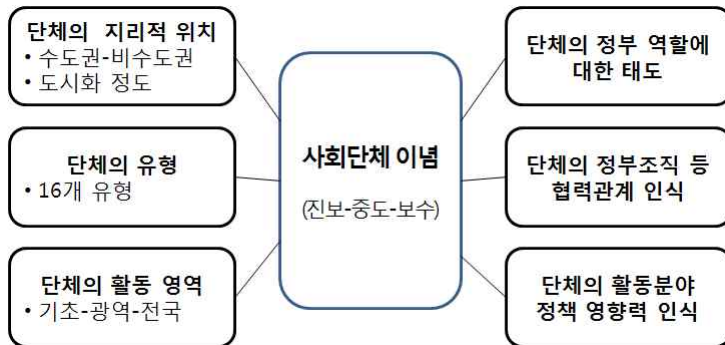 단체의 지리적 위치
• 수도권-비수도권
• 도시화 정도
단체의 유형
• 16개 유형
단체의 활동 영역
• 기초-광역-전국
사회단체 이념
(진보-중도-보수)
단체의 정부 역할에
대한 태도
단체의 정부조직 등
협력관계 인식
단체의 활동분야
정책 영향력 인식